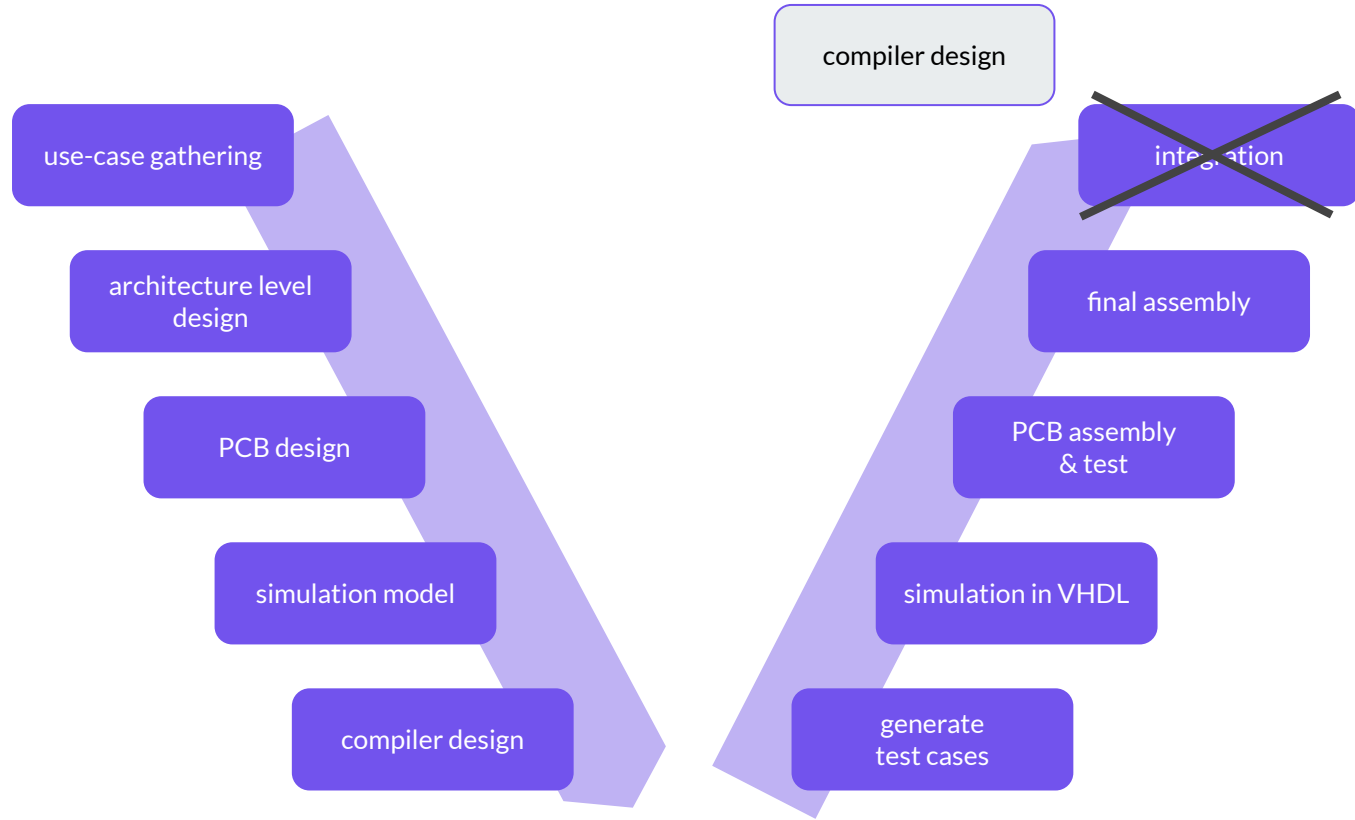 compiler design
use-case gathering
integration
architecture level
design
final assembly
PCB design
PCB assembly
& test
simulation model
simulation in VHDL
compiler design
generate
test cases